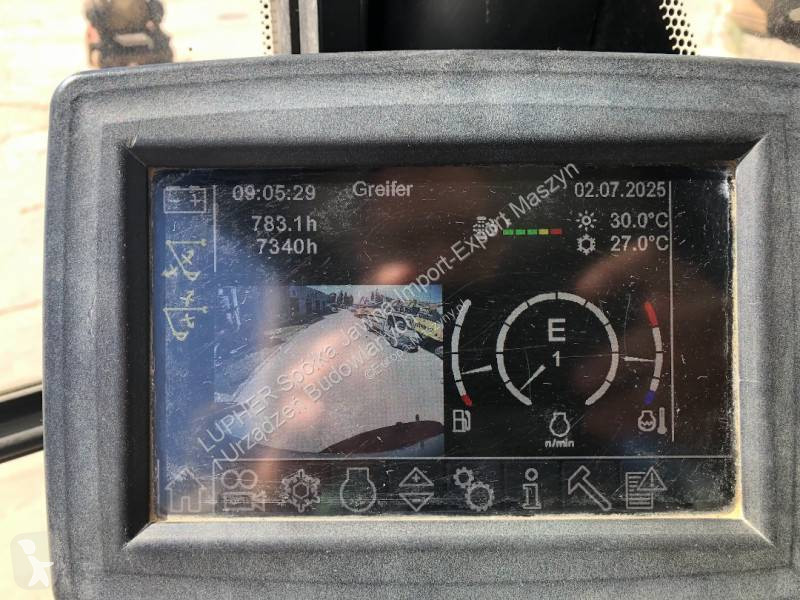 09:05:29 Greifer 02.07.2025
783.1h 30.0°C
7340h 27.0°C
E
1
n/min
LUPHER Spółka Jawna Import-Export Maszyn
i Urządzeń Budowlanych